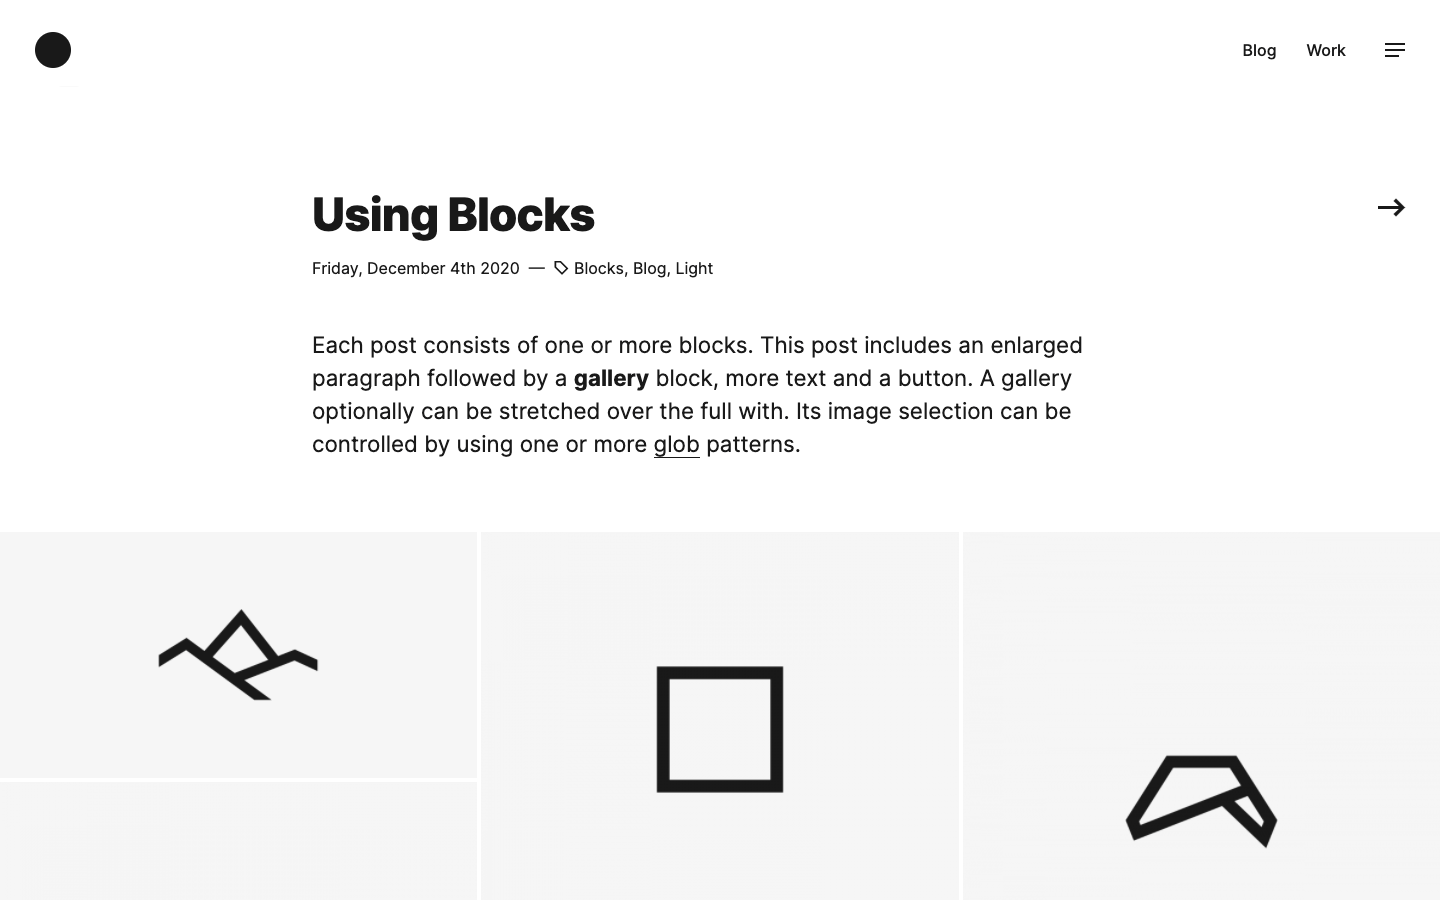 Blog Work
Using Blocks
Friday, December 4th 2020 — Blocks, Blog, Light
Each post consists of one or more blocks. This post includes an enlarged
paragraph followed by a gallery block, more text and a button. A gallery
optionally can be stretched over the full with. Its image selection can be
controlled by using one or more glob patterns.